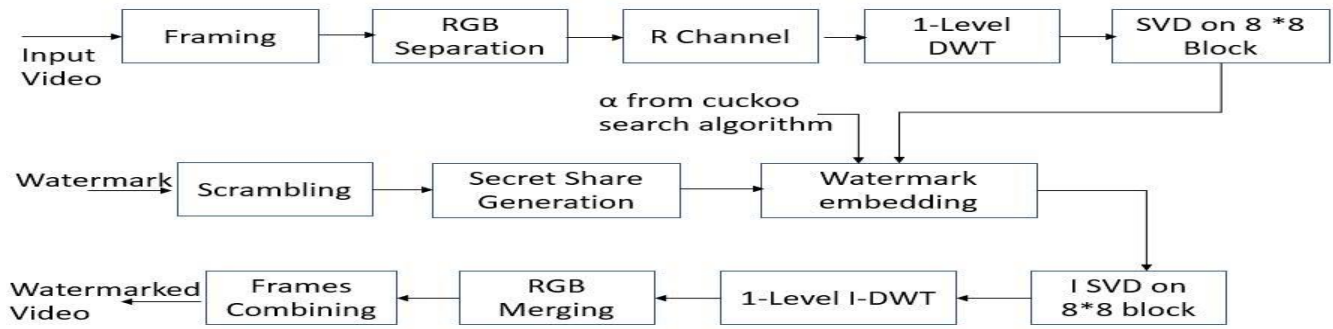 Input
Video
Framing
RGB
Separation
R Channel
1-Level
DWT
SVD on 8 *8
Block
α from cuckoo
search algorithm
Watermark
Scrambling
Secret Share
Generation
Watermark
embedding
Watermarked
Video
Frames
Combining
RGB
Merging
1-Level I-DWT
I SVD on
8*8 block